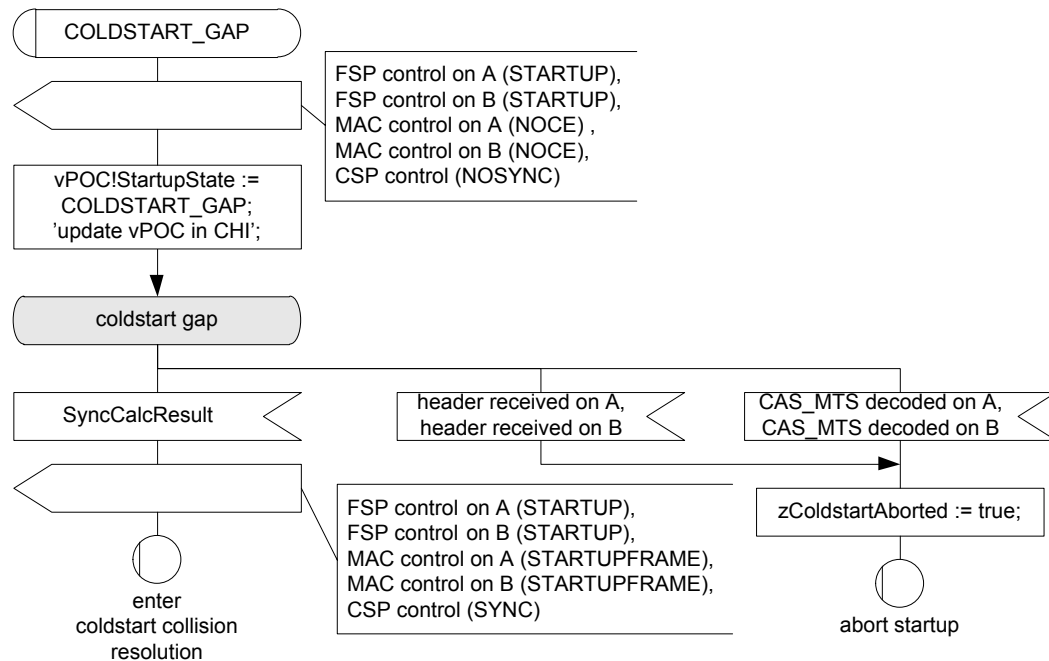 COLDSTART_GAP
FSP control on A (STARTUP),
FSP control on B (STARTUP),
MAC control on A (NOCE) ,
MAC control on B (NOCE),
CSP control (NOSYNC)
vPOC!StartupState :=
COLDSTART_GAP;
’update vPOC in CHI’;
coldstart gap
SyncCalcResult
header received on A,
header received on B
CAS_MTS decoded on A,
CAS_MTS decoded on B
FSP control on A (STARTUP),
FSP control on B (STARTUP),
MAC control on A (STARTUPFRAME),
MAC control on B (STARTUPFRAME),
CSP control (SYNC)
zColdstartAborted := true;
enter
coldstart collision
resolution
abort startup